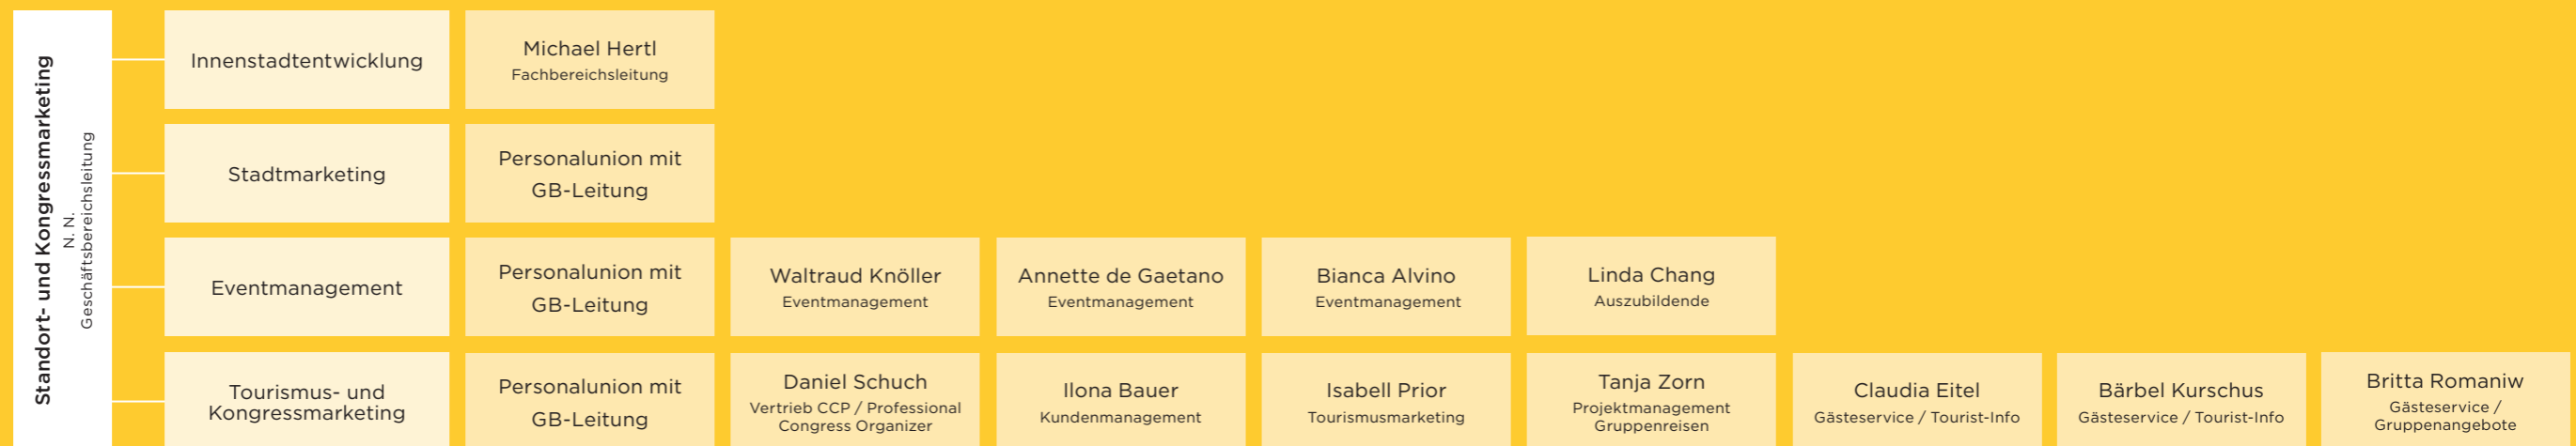 Standort- und Kongressmarketing
N. N.
Geschäftsbereichsleitung
Innenstadtentwicklung
Michael Hertl
Fachbereichsleitung
Stadtmarketing
Personalunion mit
GB-Leitung
Eventmanagement
Personalunion mit
GB-Leitung
Waltraud Knöller
Eventmanagement
Annette de Gaetano
Eventmanagement
Bianca Alvino
Eventmanagement
Linda Chang
Auszubildende
Tourismus- und
Kongressmarketing
Personalunion mit
GB-Leitung
Daniel Schuch
Vertrieb CCP / Professional
Congress Organizer
Ilona Bauer
Kundenmanagement
Isabell Prior
Tourismusmarketing
Tanja Zorn
Projektmanagement
Gruppenreisen
Claudia Eitel
Gästeservice / Tourist-Info
Bärbel Kurschus
Gästeservice / Tourist-Info
Britta Romaniw
Gästeservice /
Gruppenangebote